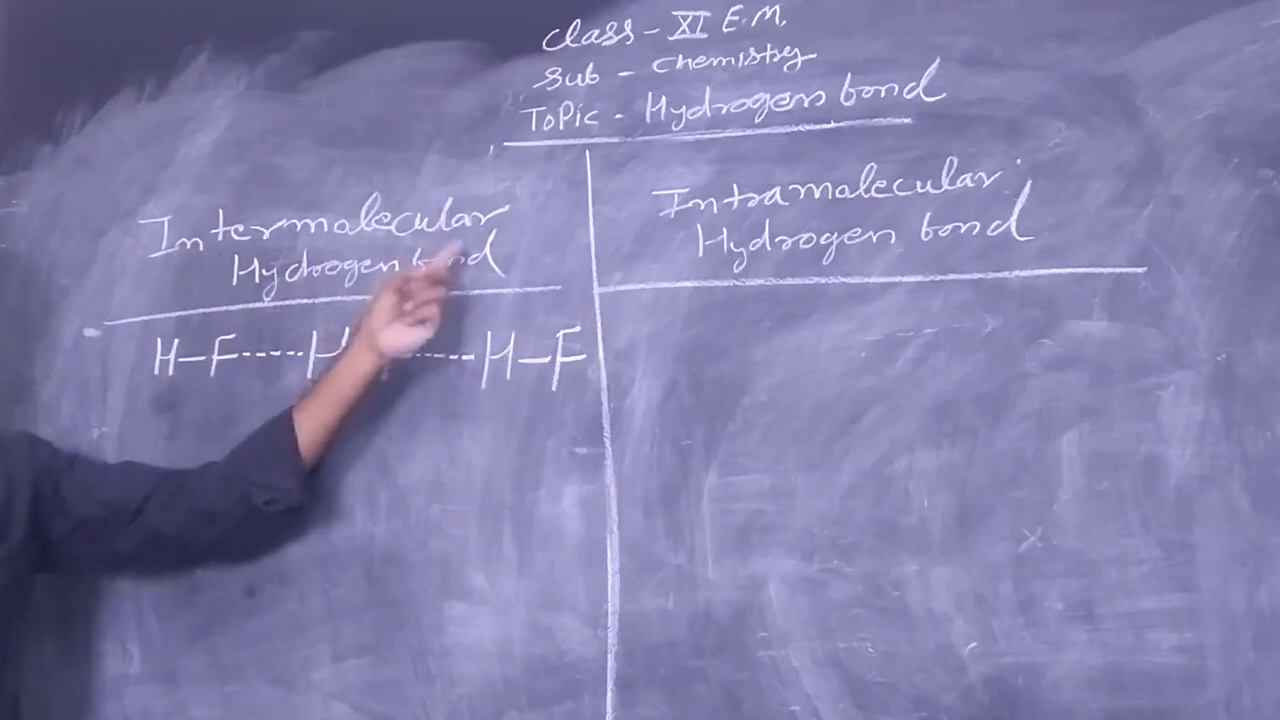 Class - XI E.M.
Sub - Chemistry
Topic - Hydrogen bond
Intermolecular
Hydrogen bond
H-F-----H ------H-F
Intramolecular
Hydrogen bond